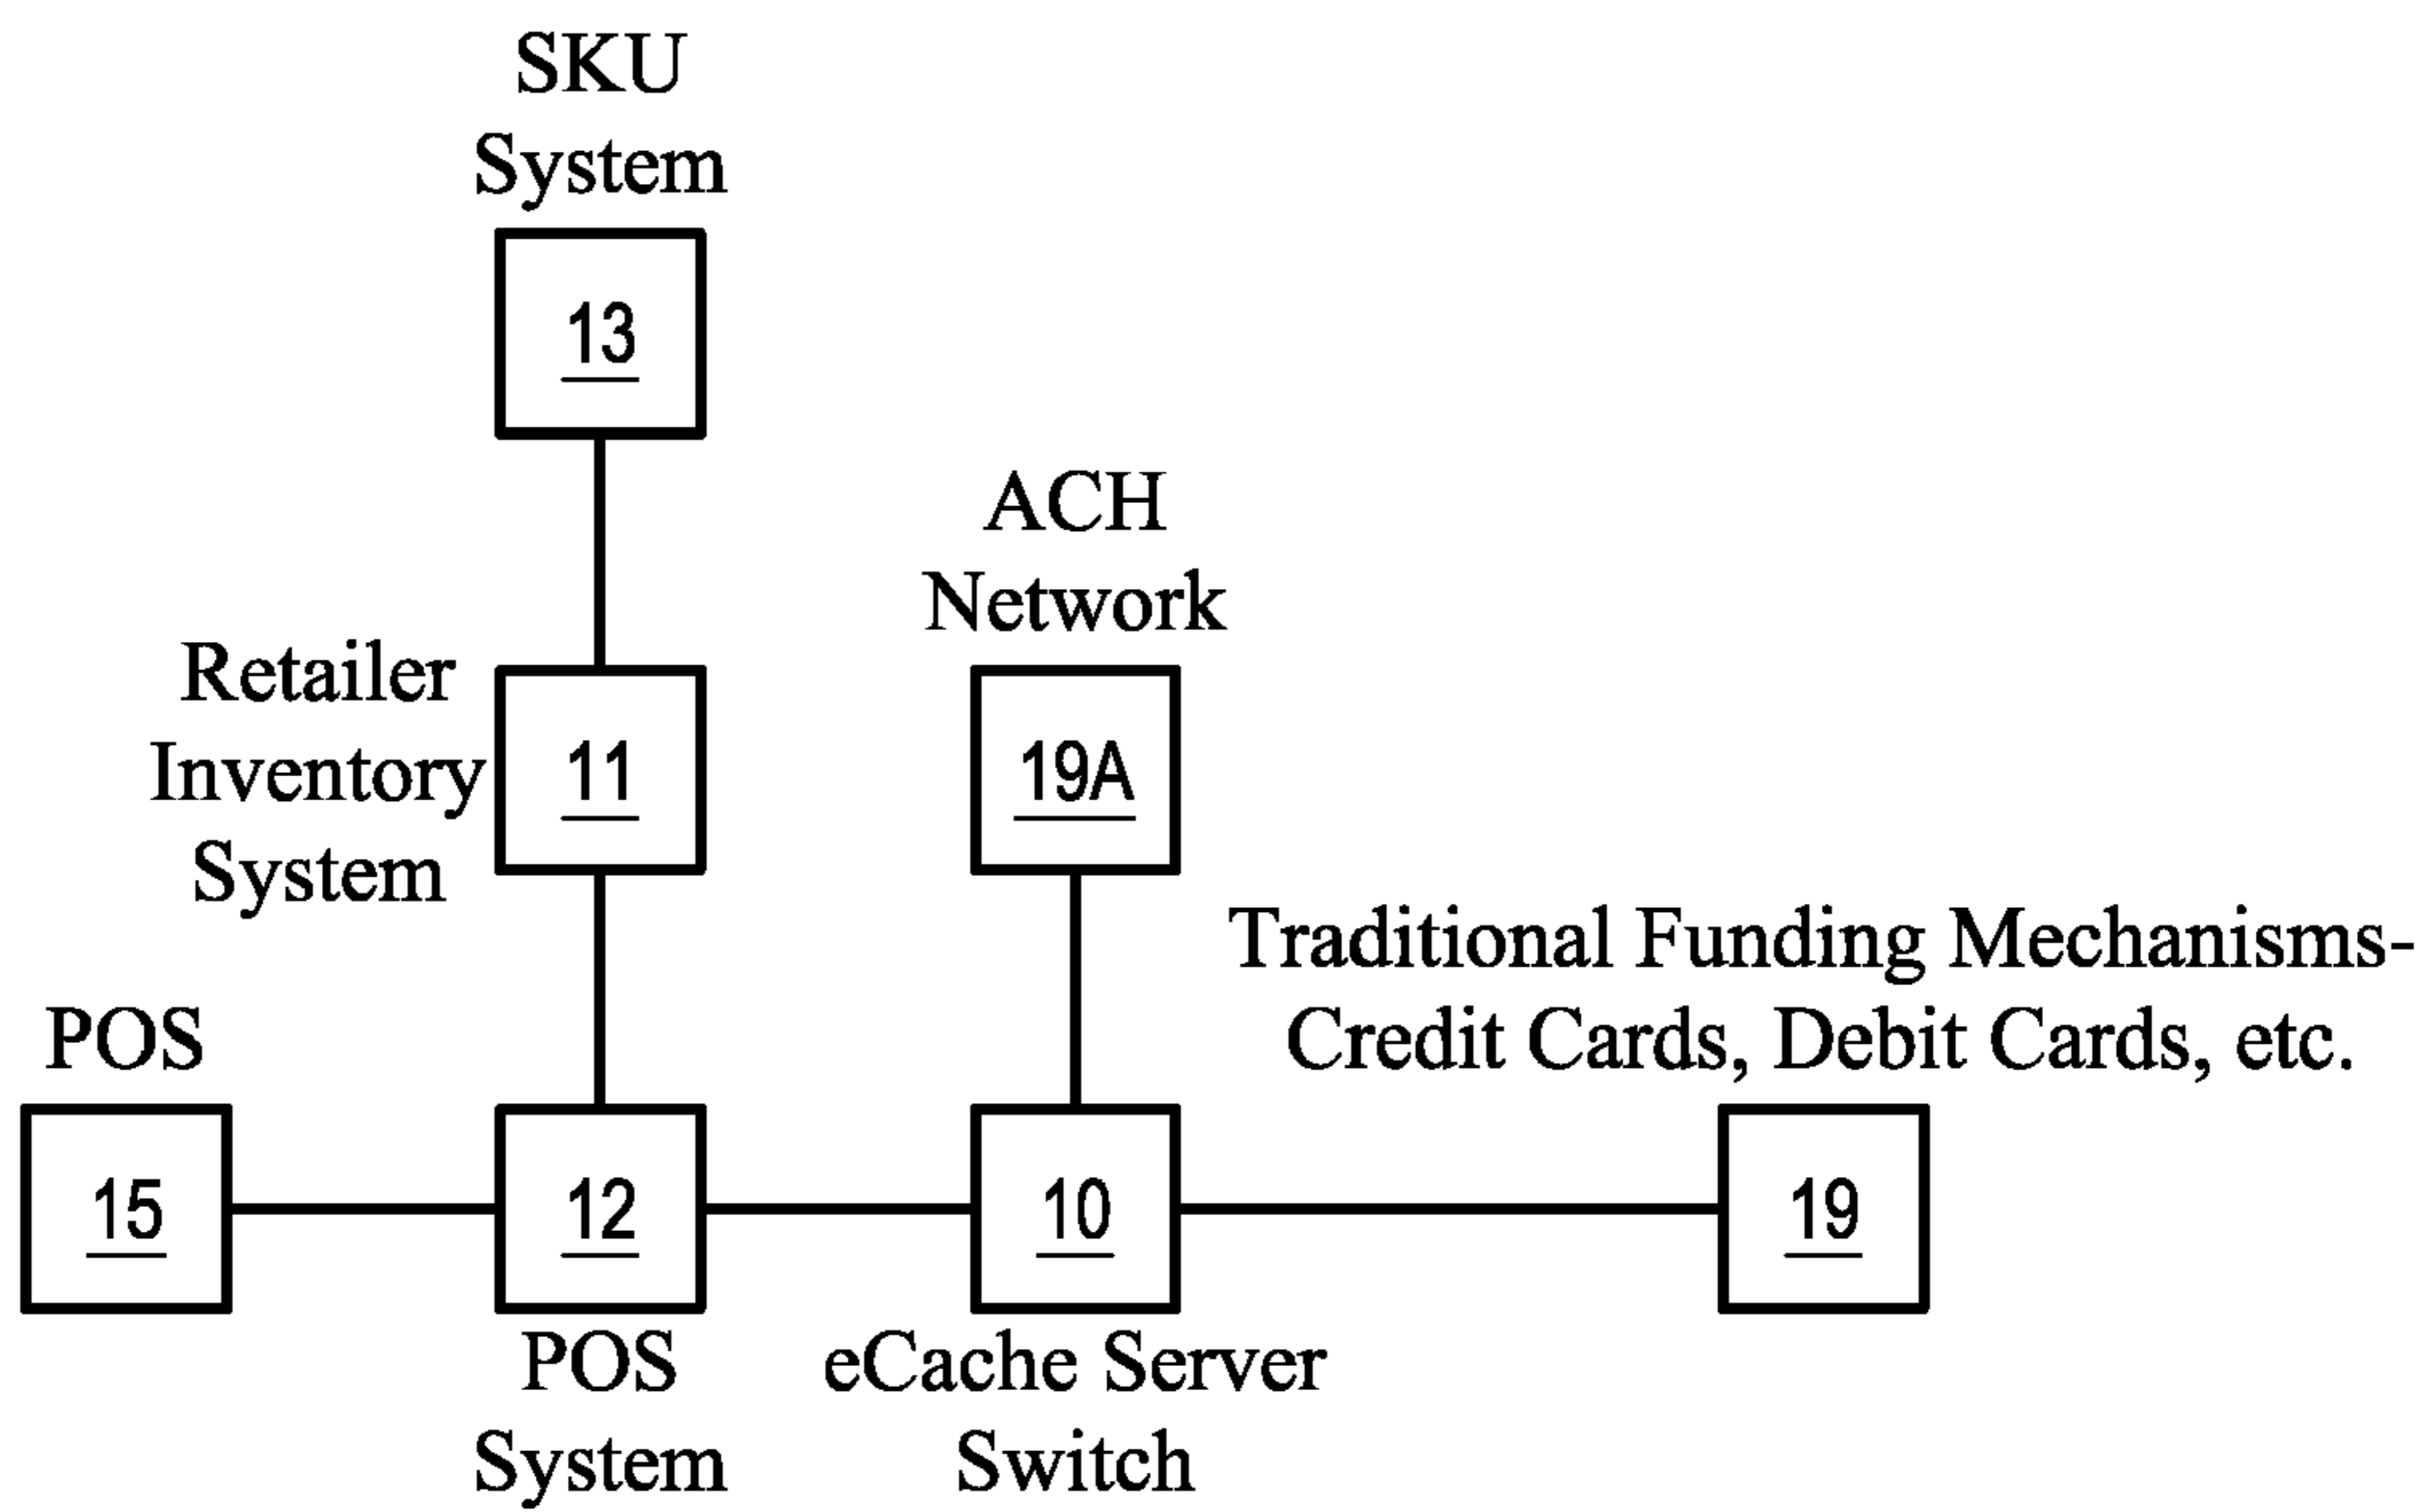 SKU
System
13
ACH
Network
Retailer
Inventory
System
11
19A
Traditional Funding Mechanisms-
Credit Cards, Debit Cards, etc.
POS
15
12
10
19
POS
System
eCache Server
Switch